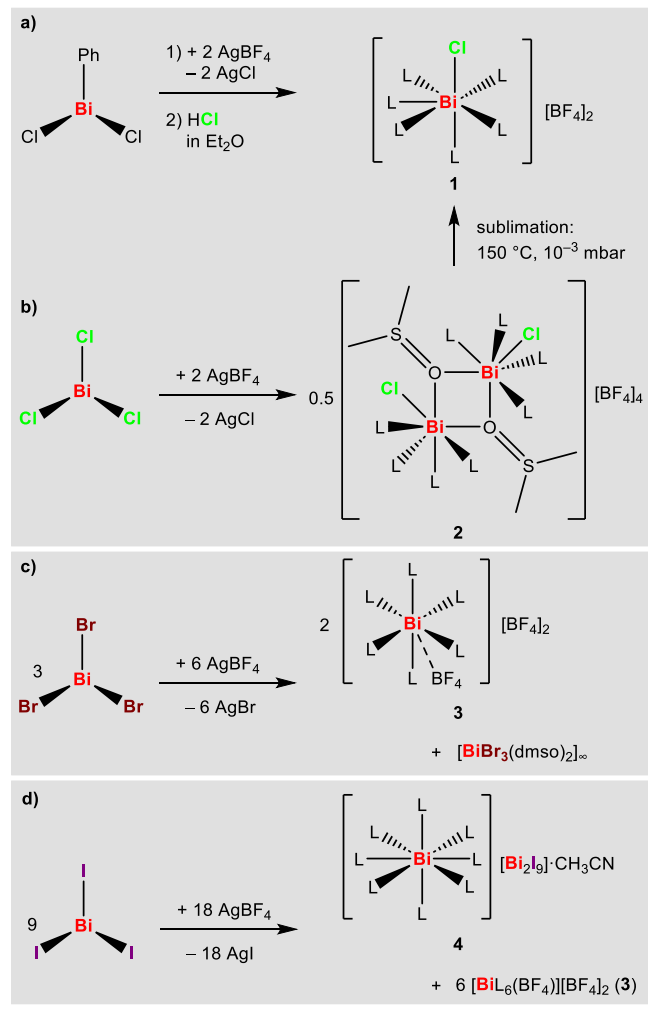 a)
Ph
Bi
Cl
Cl
1) + 2 AgBF4
– 2 AgCl
2) HCl
in Et2O
Cl
L
L
L
Bi
L
L
L
[BF4]2
1
sublimation:
150 °C, 10⁻³ mbar
b)
Cl
Bi
Cl
Cl
+ 2 AgBF4
– 2 AgCl
0.5
S
L
L
Cl
O
Bi
L
Cl
L
L
Bi
O
L
L
L
S
[BF4]4
2
c)
3
Br
Bi
Br
Br
+ 6 AgBF4
– 6 AgBr
2
L
L
L
Bi
L
L
L
BF4
[BF4]2
3
+ [BiBr3(dmso)2]∞
d)
9
I
Bi
I
I
+ 18 AgBF4
– 18 AgI
L
L
L
L
Bi
L
L
L
L
[Bi2I9]·CH3CN
4
+ 6 [BiL6(BF4)][BF4]2 (3)